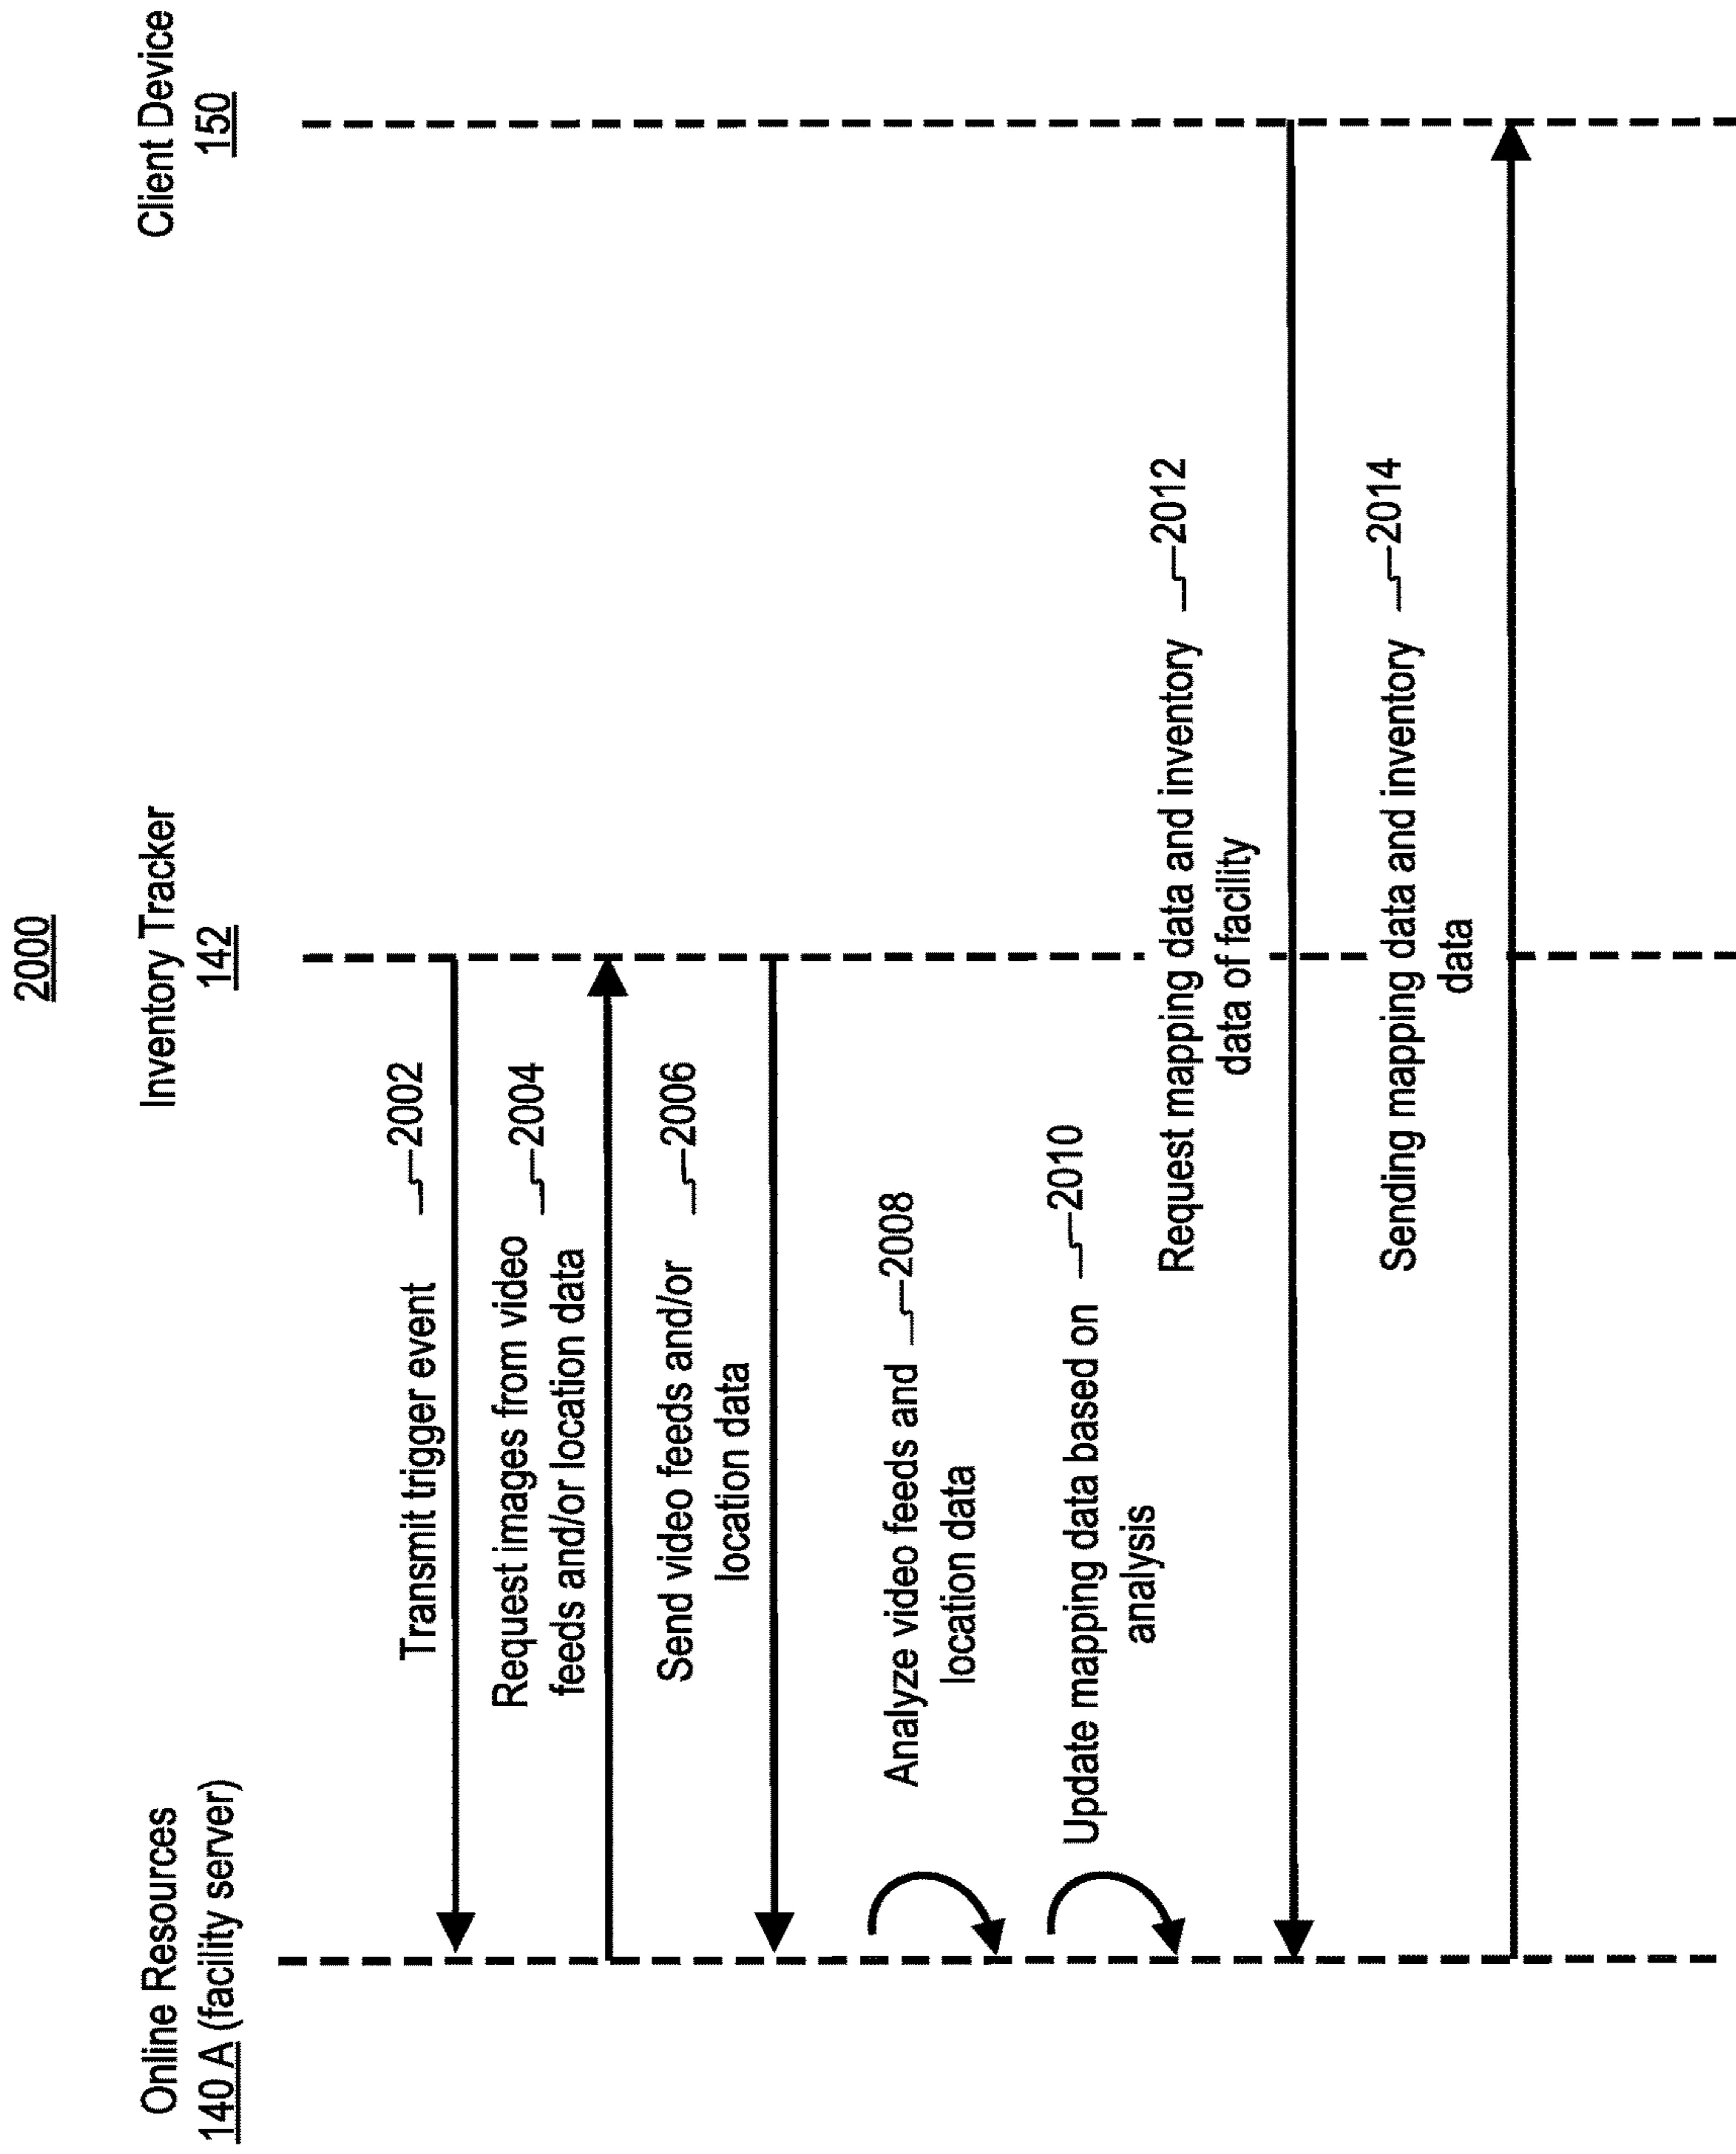 2000
Online Resources
140 A (facility server)
Inventory Tracker
142
Client Device
150
Transmit trigger event 2002
Request images from video 2004
feeds and/or location data
Send video feeds and/or 2006
location data
Analyze video feeds and 2008
location data
Update mapping data based on 2010
analysis
Request mapping data and inventory 2012
data of facility
Sending mapping data and inventory 2014
data